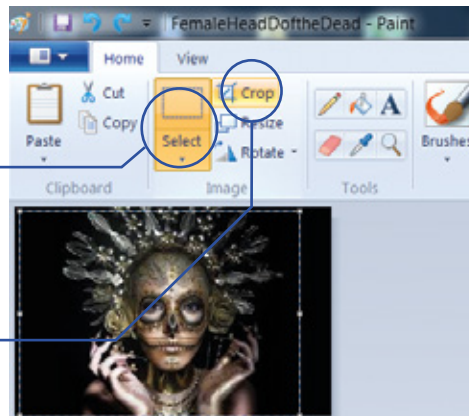 FemaleHeadDoftheDead - Paint
Home View
Cut
Copy
Paste
Clipboard
Select
Crop
Resize
Rotate
Image
Tools
Brushes